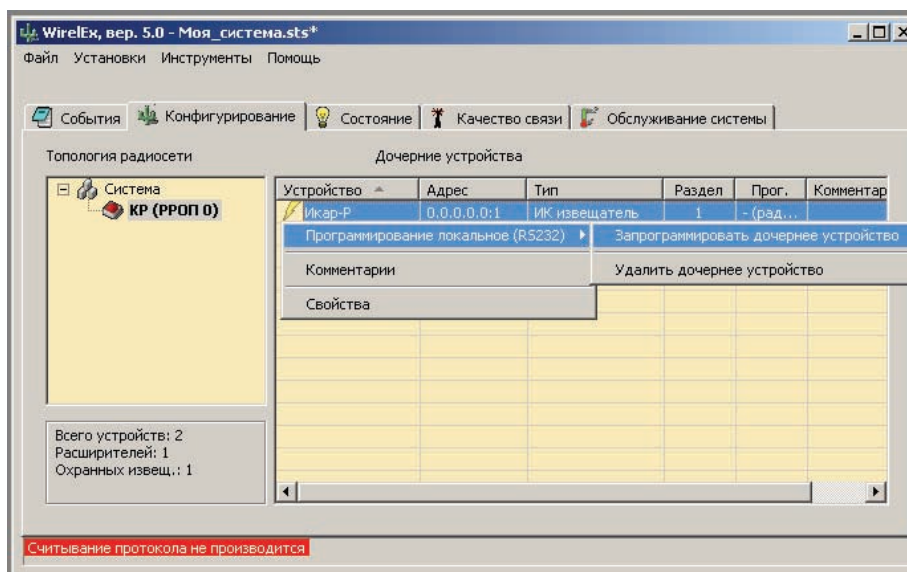 WirelEx, вер. 5.0 - Моя_система.sts*
Файл Установки Инструменты Помощь
События Конфигурирование Состояние Качество связи Обслуживание системы
Топология радиосети Дочерние устройства
Система
КР (РРОП 0)
Устройство Адрес Тип Раздел Прог. Комментар
Икар-Р 0.0.0.0:1 ИК извещатель 1 - (рад...
Программирование локальное (RS232) Запрограммировать дочернее устройство
Комментарии Удалить дочернее устройство
Свойства
Всего устройств: 2
Расширителей: 1
Охранных извещ.: 1
Считывание протокола не производится